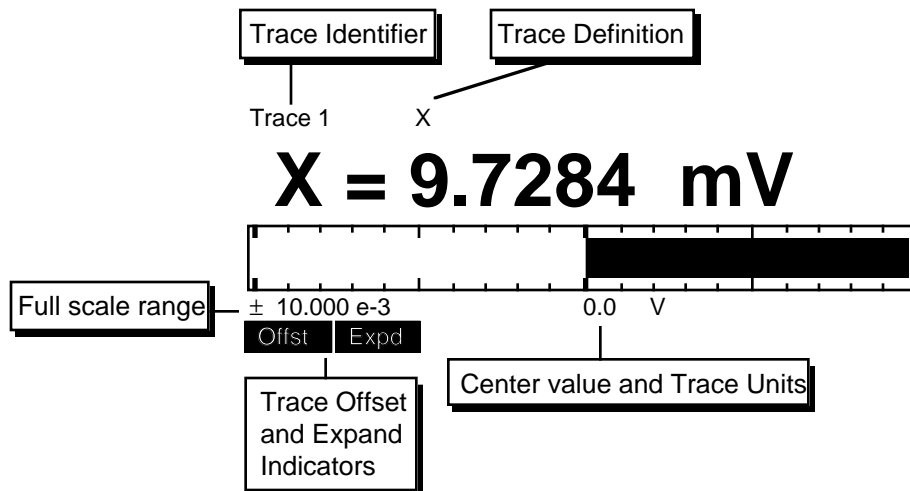 Trace Identifier
Trace Definition
Trace 1
X
X = 9.7284 mV
Full scale range
± 10.000 e-3
0.0 V
Offst
Expd
Center value and Trace Units
Trace Offset
and Expand
Indicators